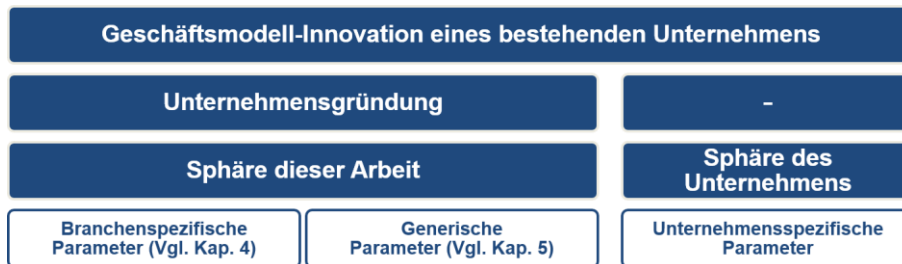 Geschäftsmodell-Innovation eines bestehenden Unternehmens
Unternehmensgründung
-
Sphäre dieser Arbeit
Sphäre des
Unternehmens
Branchenspezifische
Parameter (Vgl. Kap. 4)
Generische
Parameter (Vgl. Kap. 5)
Unternehmensspezifische
Parameter